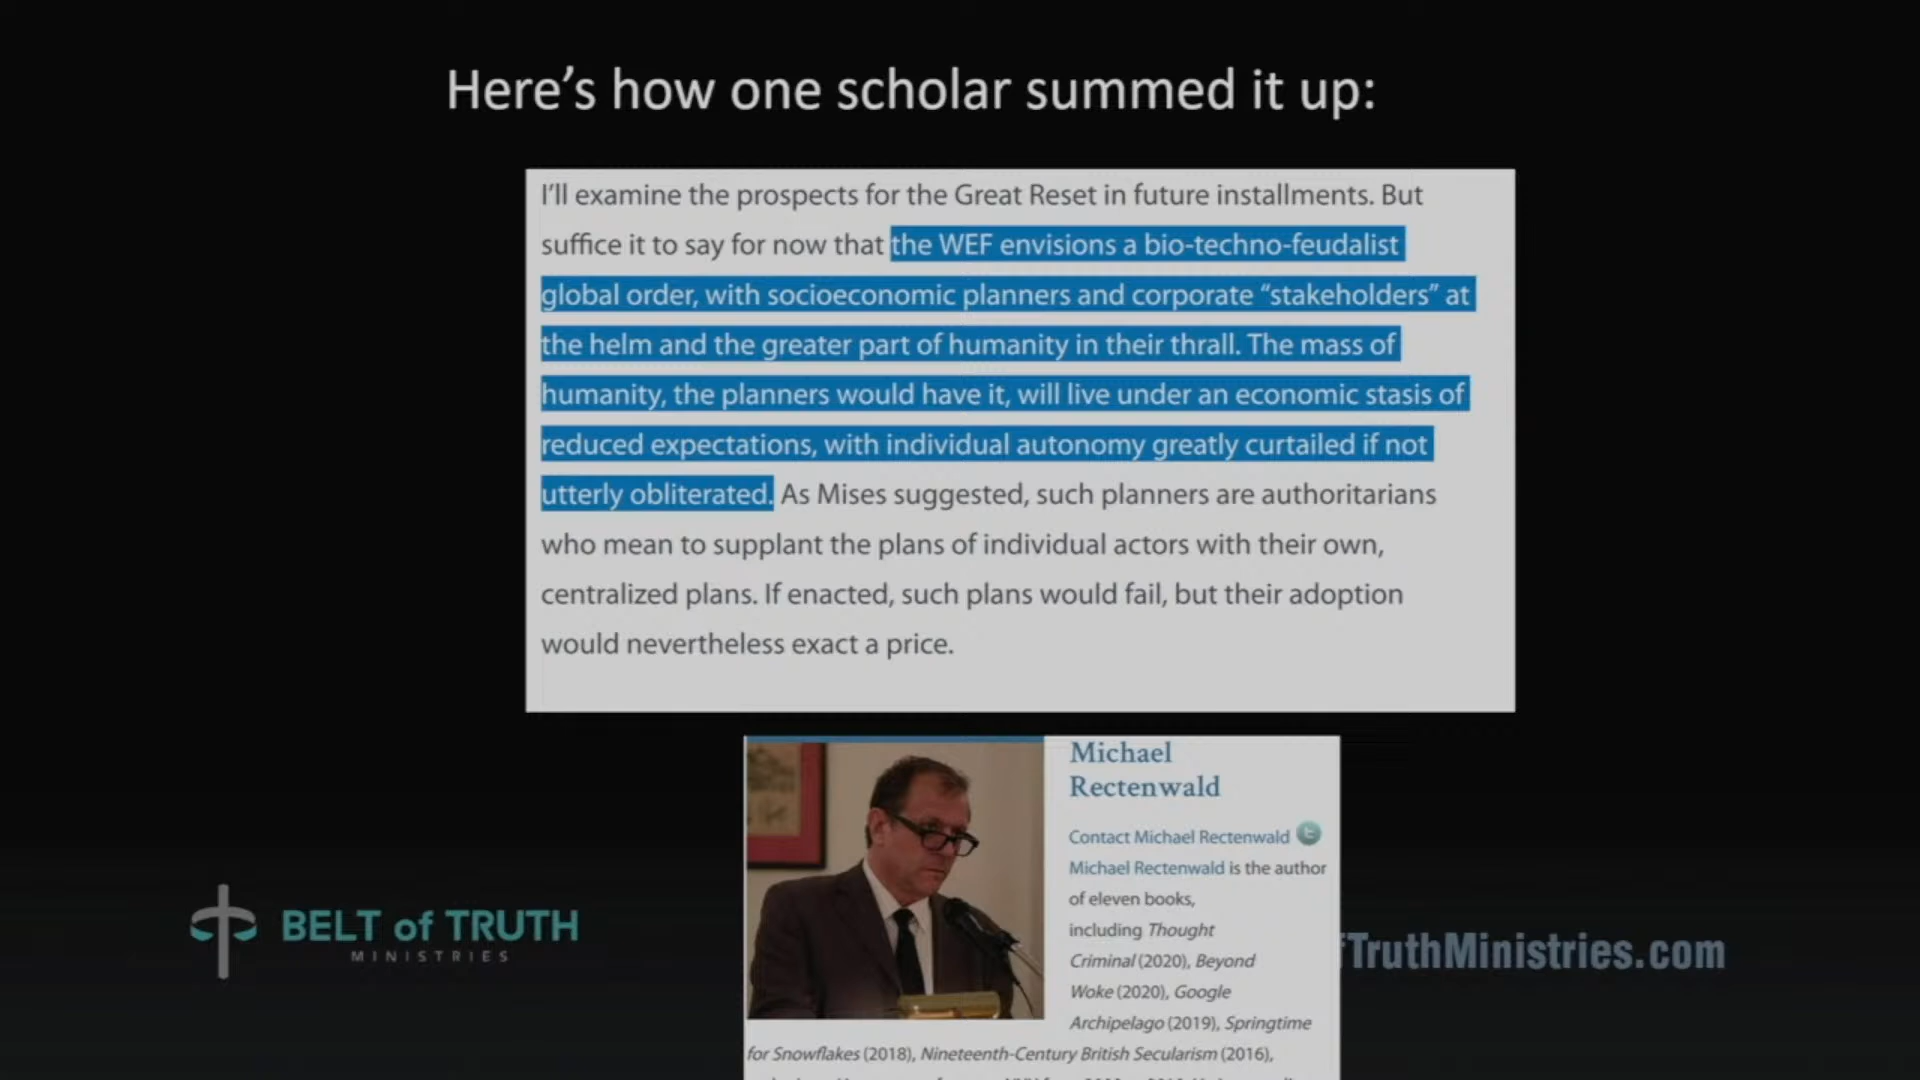 Here’s how one scholar summed it up:
I’ll examine the prospects for the Great Reset in future installments. But
suffice it to say for now that the WEF envisions a bio-techno-feudalist
global order, with socioeconomic planners and corporate “stakeholders” at
the helm and the greater part of humanity in their thrall. The mass of
humanity, the planners would have it, will live under an economic stasis of
reduced expectations, with individual autonomy greatly curtailed if not
utterly obliterated. As Mises suggested, such planners are authoritarians
who mean to supplant the plans of individual actors with their own,
centralized plans. If enacted, such plans would fail, but their adoption
would nevertheless exact a price.
Michael
Rectenwald
Contact Michael Rectenwald
Michael Rectenwald is the author
of eleven books,
including Thought
Criminal (2020), Beyond
Woke (2020), Google
Archipelago (2019), Springtime
for Snowflakes (2018), Nineteenth-Century British Secularism (2016),
BELT of TRUTH
MINISTRIES
TruthMinistries.com